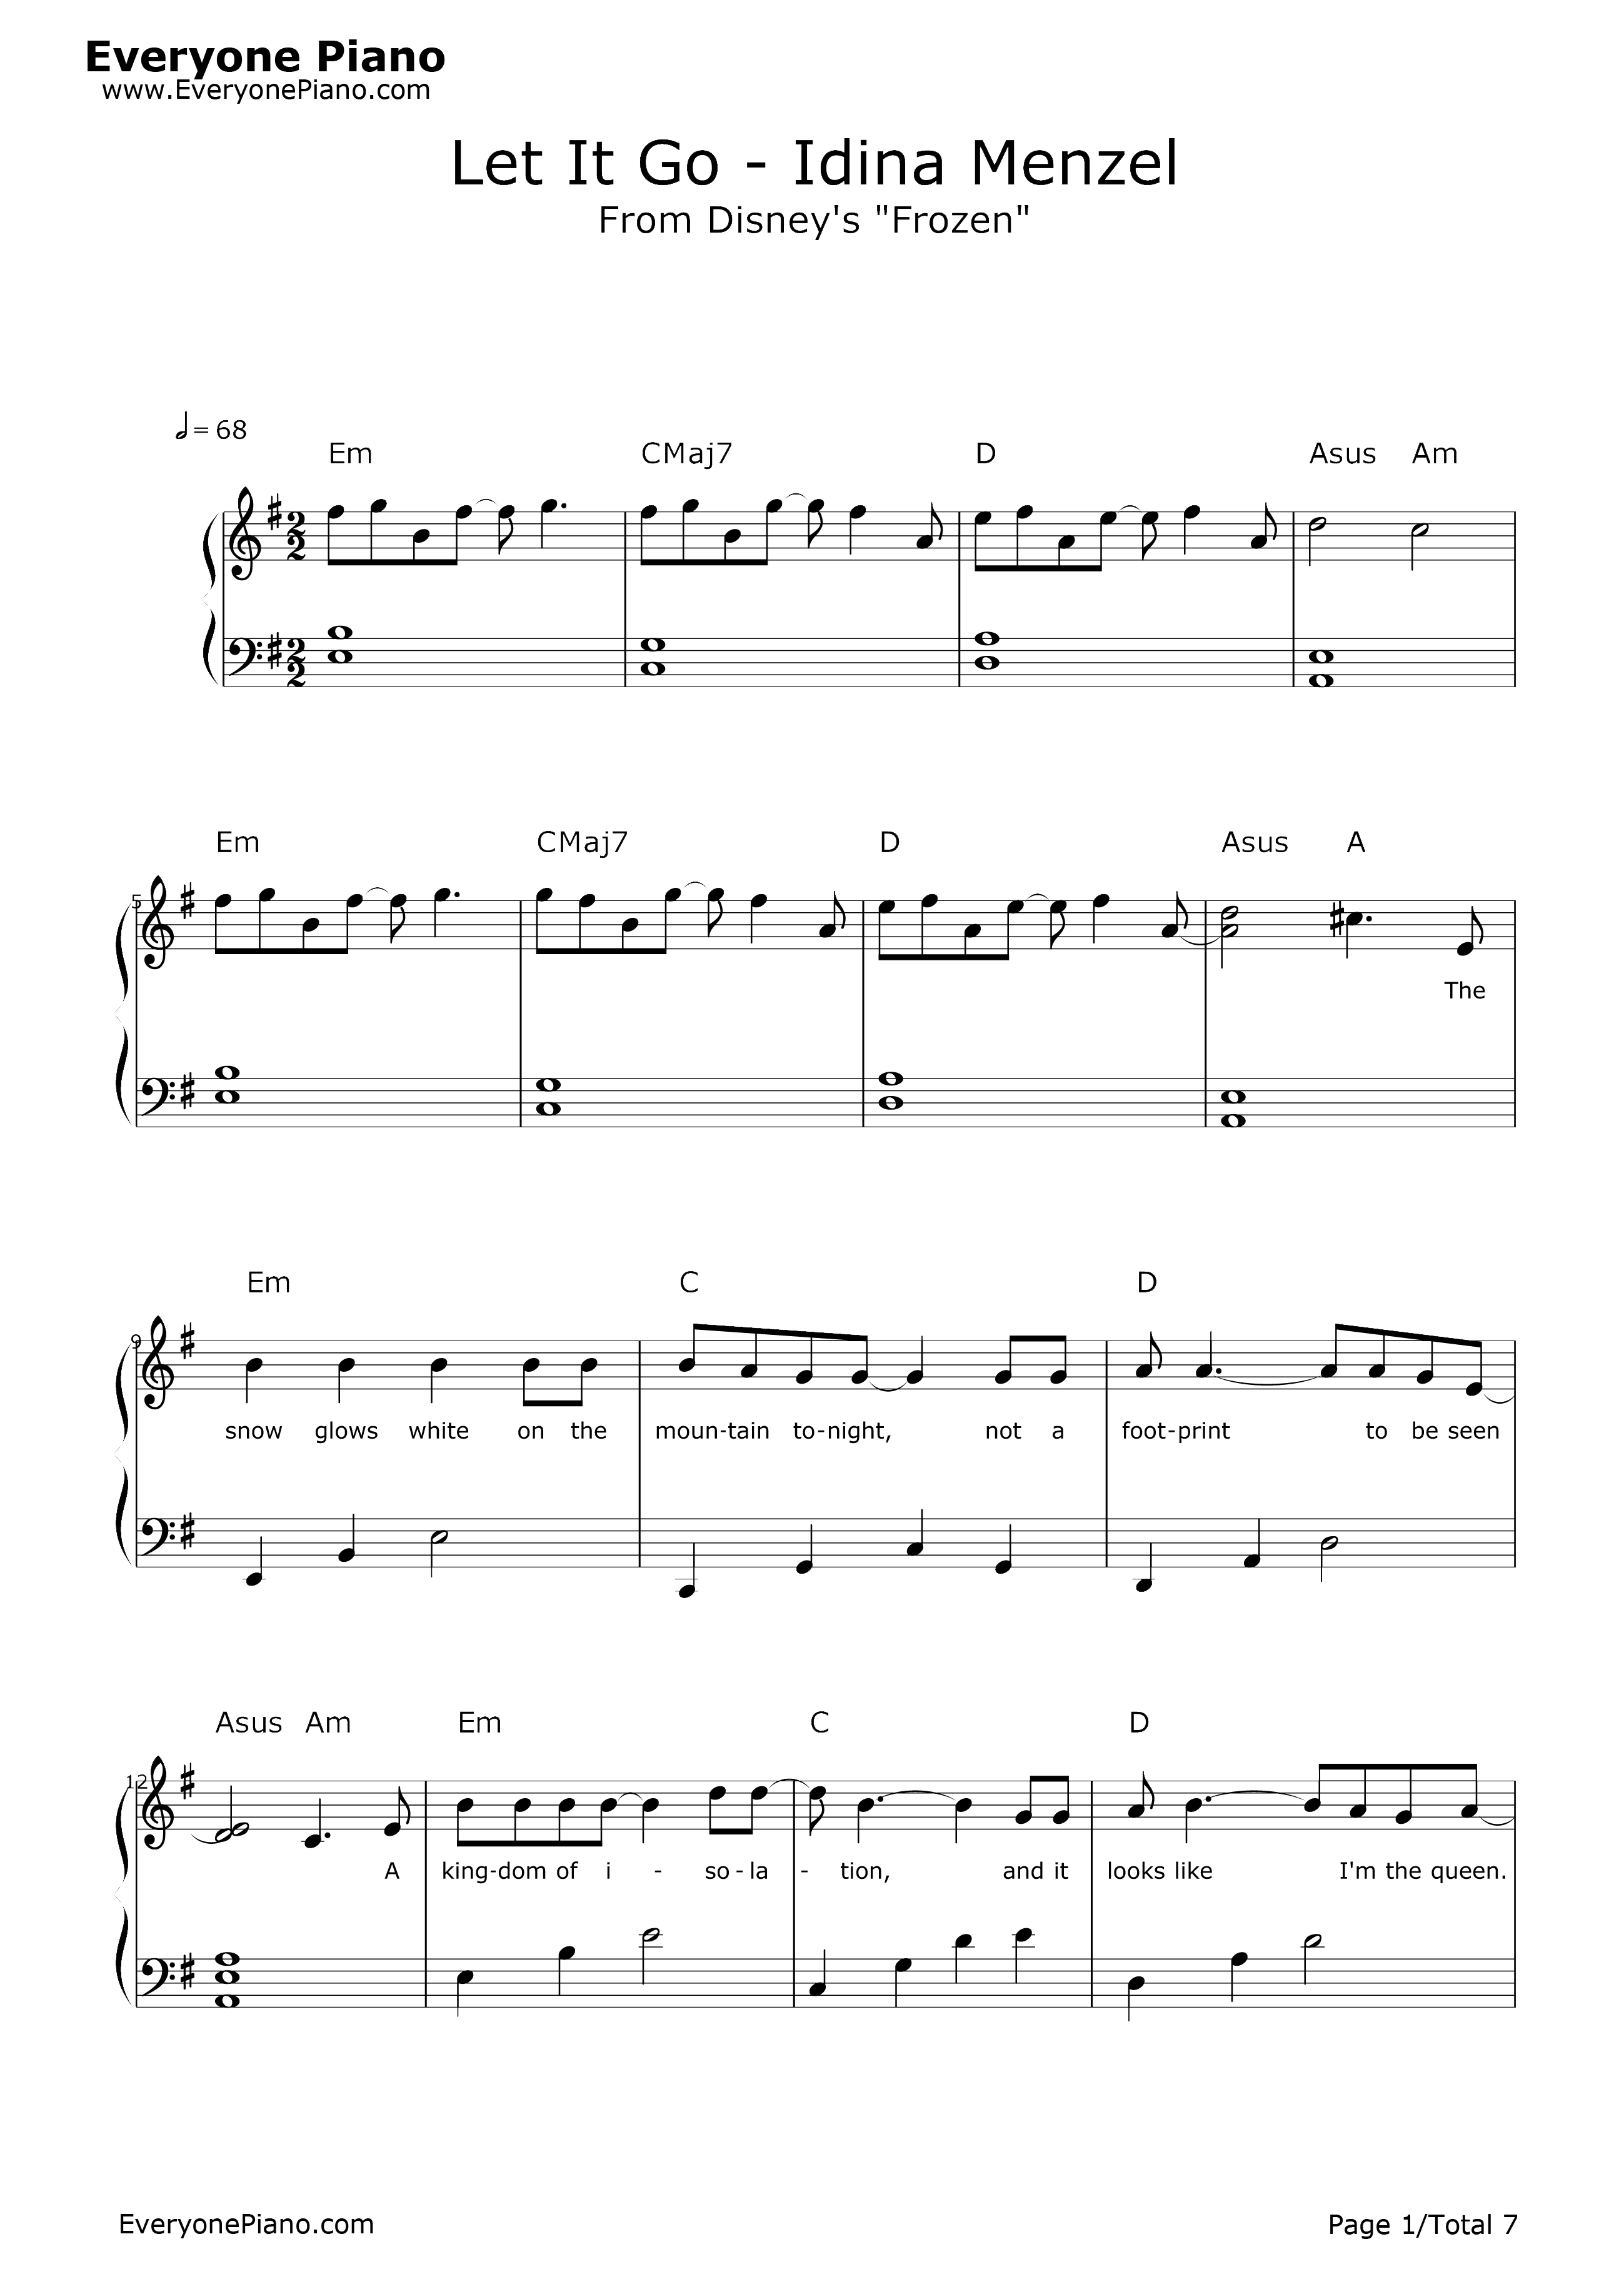 Everyone Piano
www.EveryonePiano.com
Let It Go - Idina Menzel
From Disney's "Frozen"
= 68
Em CMaj7 D Asus Am
2
2
2
2
Em CMaj7 D Asus A
5
The
Em C D
9
snow glows white on the moun-tain to-night, not a foot-print to be seen
Asus Am Em C D
12
A king-dom of i - so-la - tion, and it looks like I'm the queen.
EveryonePiano.com Page 1/Total 7